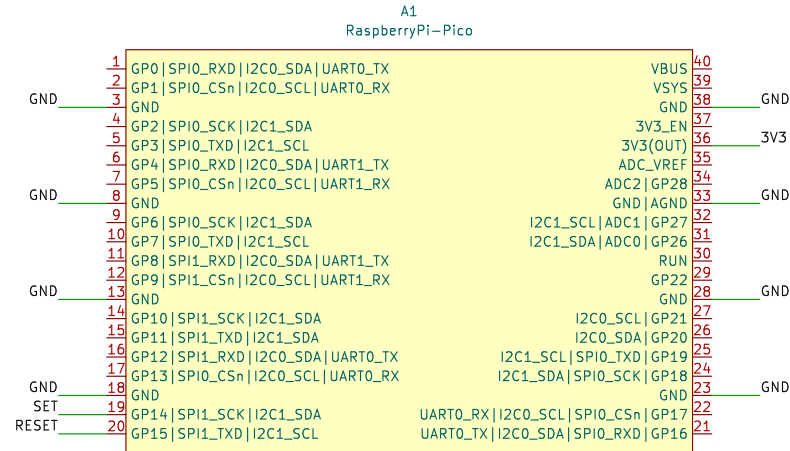 A1
RaspberryPi-Pico
1 GP0|SPI0_RXD|I2C0_SDA|UART0_TX VBUS 40
2 GP1|SPI0_CSn|I2C0_SCL|UART0_RX VSYS 39
GND 3 GND GND 38 GND
4 GP2|SPI0_SCK|I2C1_SDA 3V3_EN 37
5 GP3|SPI0_TXD|I2C1_SCL 3V3(OUT) 36 3V3
6 GP4|SPI0_RXD|I2C0_SDA|UART1_TX ADC_VREF 35
7 GP5|SPI0_CSn|I2C0_SCL|UART1_RX ADC2|GP28 34
GND 8 GND GND|AGND 33 GND
9 GP6|SPI0_SCK|I2C1_SDA I2C1_SCL|ADC1|GP27 32
10 GP7|SPI0_TXD|I2C1_SCL I2C1_SDA|ADC0|GP26 31
11 GP8|SPI1_RXD|I2C0_SDA|UART1_TX RUN 30
12 GP9|SPI1_CSn|I2C0_SCL|UART1_RX GP22 29
GND 13 GND GND 28 GND
14 GP10|SPI1_SCK|I2C1_SDA I2C0_SCL|GP21 27
15 GP11|SPI1_TXD|I2C1_SDA I2C0_SDA|GP20 26
16 GP12|SPI1_RXD|I2C0_SDA|UART0_TX I2C1_SCL|SPI0_TXD|GP19 25
17 GP13|SPI0_CSn|I2C0_SCL|UART0_RX I2C1_SDA|SPI0_SCK|GP18 24
GND 18 GND GND 23 GND
SET 19 GP14|SPI1_SCK|I2C1_SDA UART0_RX|I2C0_SCL|SPI0_CSn|GP17 22
RESET 20 GP15|SPI1_TXD|I2C1_SCL UART0_TX|I2C0_SDA|SPI0_RXD|GP16 21